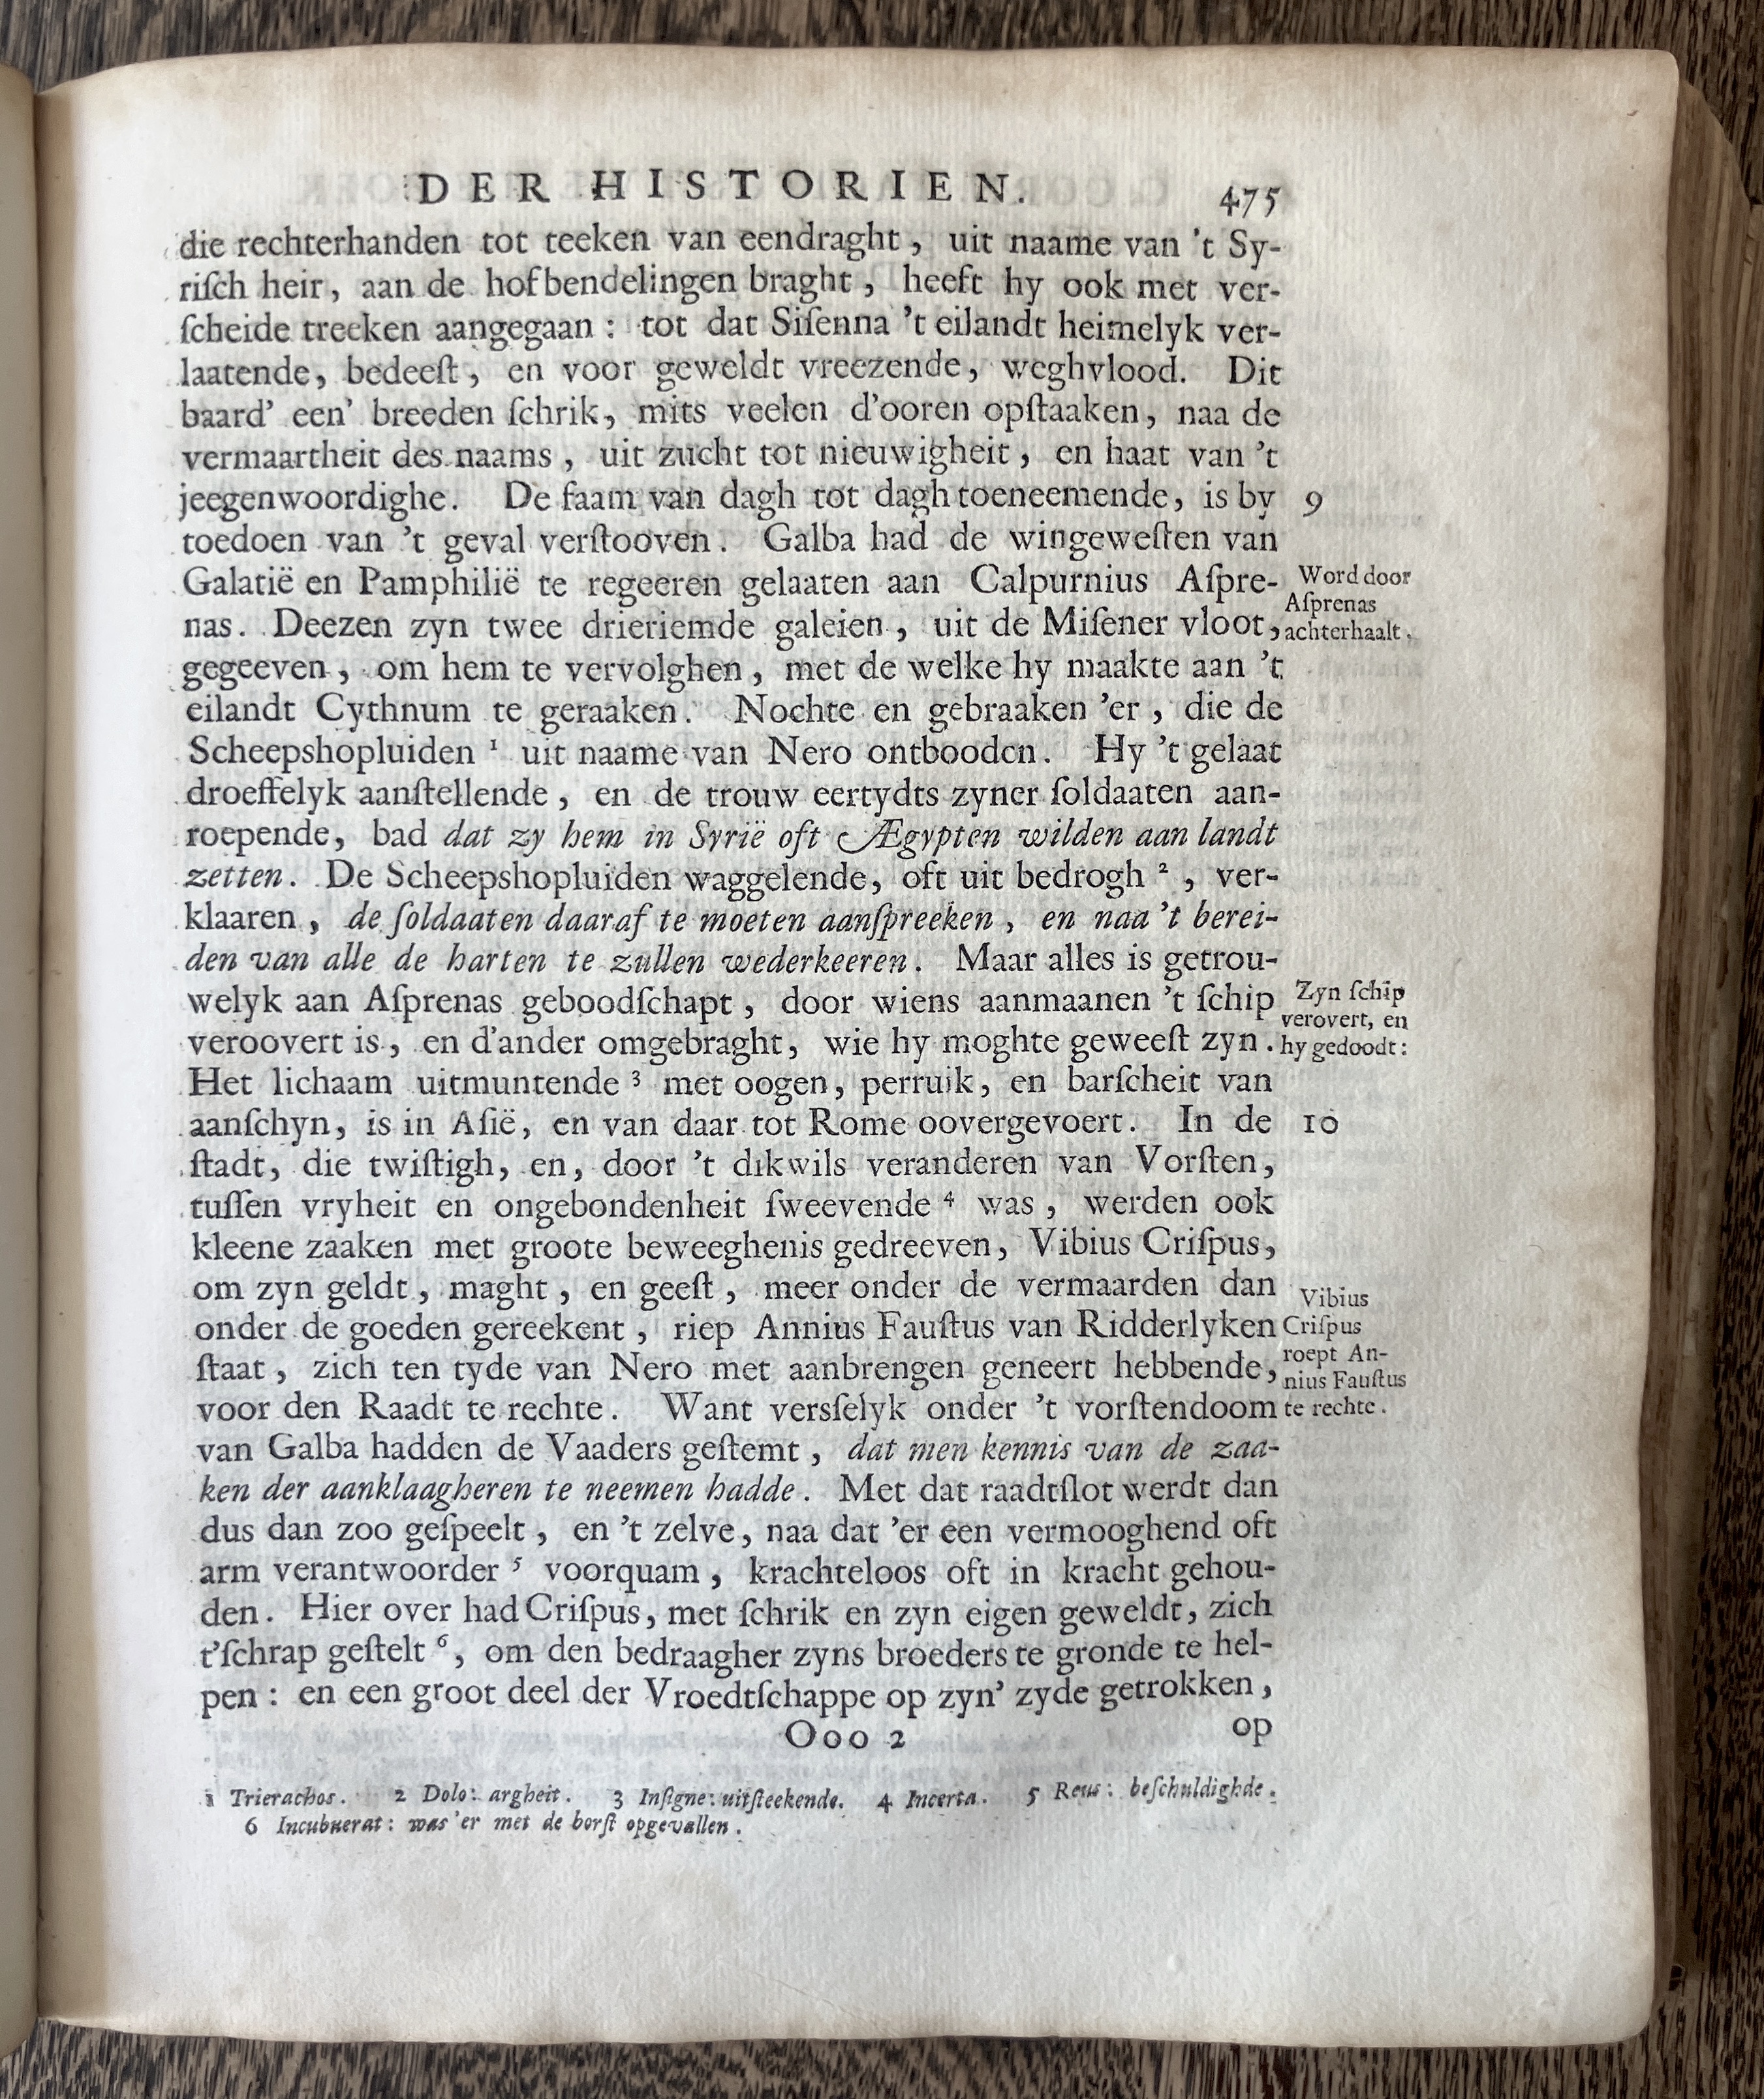 DER HISTORIEN. 475
die rechterhanden tot teeken van eendraght, uit naame van 't Sy-
riſch heir, aan de hofbendelingen braght, heeft hy ook met ver-
ſcheide treeken aangegaan: tot dat Siſenna 't eilandt heimelyk ver-
laatende, bedeeſt, en voor geweldt vreezende, weghvlood. Dit
baard' een' breeden ſchrik, mits veelen d'ooren opſtaaken, naa de
vermaartheit des naams, uit zucht tot nieuwigheit, en haat van 't
jeegenwoordighe. De faam van dagh tot dagh toeneemende, is by
9
toedoen van 't geval verſtooven. Galba had de wingeweſten van
Galatië en Pamphilië te regeeren gelaaten aan Calpurnius Aſpre-
nas. Deezen zyn twee drieriemde galeien, uit de Miſener vloot,
Word door
Aſprenas
achterhaalt.
gegeeven, om hem te vervolghen, met de welke hy maakte aan 't
eilandt Cythnum te geraaken. Nochte en gebraaken 'er, die de
Scheepshopluiden ¹ uit naame van Nero ontbooden. Hy 't gelaat
droeffelyk aanſtellende, en de trouw eertydts zyner ſoldaaten aan-
roepende, bad dat zy hem in Syrië oft Ægypten wilden aan landt
zetten. De Scheepshopluiden waggelende, oft uit bedrogh ², ver-
klaaren, de ſoldaaten daaraf te moeten aanſpreeken, en naa 't berei-
den van alle de harten te zullen wederkeeren. Maar alles is getrou-
welyk aan Aſprenas geboodſchapt, door wiens aanmaanen 't ſchip
veroovert is, en d'ander omgebraght, wie hy moghte geweeſt zyn.
Zyn ſchip
verovert, en
hy gedoodt:
Het lichaam uitmuntende ³ met oogen, perruik, en barſcheit van
aanſchyn, is in Aſië, en van daar tot Rome oovergevoert. In de
10
ſtadt, die twiſtigh, en, door 't dikwils veranderen van Vorſten,
tuſſen vryheit en ongebondenheit ſweevende ⁴ was, werden ook
kleene zaaken met groote beweeghenis gedreeven, Vibius Criſpus,
om zyn geldt, maght, en geeſt, meer onder de vermaarden dan
onder de goeden gereekent, riep Annius Fauſtus van Ridderlyken
ſtaat, zich ten tyde van Nero met aanbrengen geneert hebbende,
voor den Raadt te rechte. Want versſelyk onder 't vorſtendoom
Vibius
Criſpus
roept An-
nius Fauſtus
te rechte.
van Galba hadden de Vaaders geſtemt, dat men kennis van de zaa-
ken der aanklaagheren te neemen hadde. Met dat raadtſlot werdt dan
dus dan zoo geſpeelt, en 't zelve, naa dat 'er een vermooghend oft
arm verantwoorder ⁵ voorquam, krachteloos oft in kracht gehou-
den. Hier over had Criſpus, met ſchrik en zyn eigen geweldt, zich
t'ſchrap geſtelt ⁶, om den bedraagher zyns broeders te gronde te hel-
pen: en een groot deel der Vroedtſchappe op zyn' zyde getrokken,
Ooo 2 op
1 Trierachos. 2 Dolo: argheit. 3 Inſigne: uitſteekende. 4 Incerta. 5 Reus: beſchuldighde.
6 Incubuerat: was 'er met de borſt opgevallen.